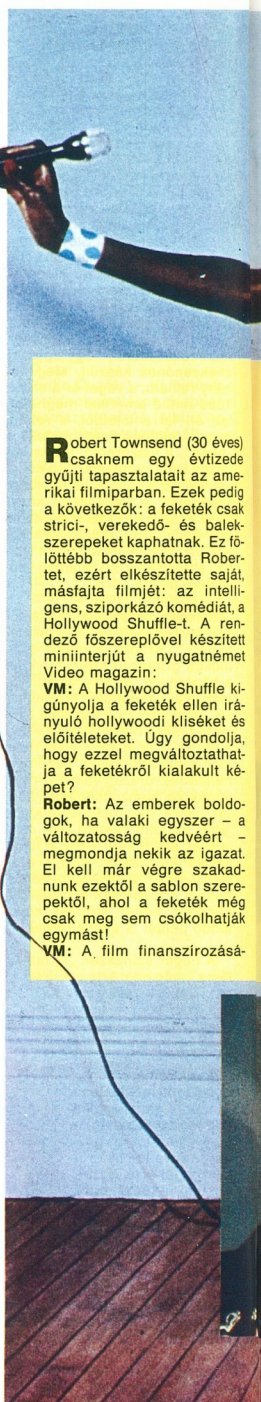 Robert Townsend (30 éves)
csaknem egy évtizede
gyűjti tapasztalatait az ame-
rikai filmiparban. Ezek pedig
a következők: a feketék csak
strici-, verekedő- és balek-
szerepeket kaphatnak. Ez fö-
löttébb bosszantotta Rober-
tet, ezért elkészítette saját,
másfajta filmjét: az intelli-
gens, sziporkázó komédiát, a
Hollywood Shuffle-t. A ren-
dező főszereplővel készített
miniinterjút a nyugatnémet
Video magazin:
VM: A Hollywood Shuffle ki-
gúnyolja a feketék ellen irá-
nyuló hollywoodi kliséket és
előítéleteket. Úgy gondolja,
hogy ezzel megváltoztathat-
ja a feketékről kialakult ké-
pet?
Robert: Az emberek boldo-
gok, ha valaki egyszer – a
változatosság kedvéért –
megmondja nekik az igazat.
El kell már végre szakad-
nunk ezektől a sablon szere-
pektől, ahol a feketék még
csak meg sem csókolhatják
egymást!
VM: A film finanszírozásá-